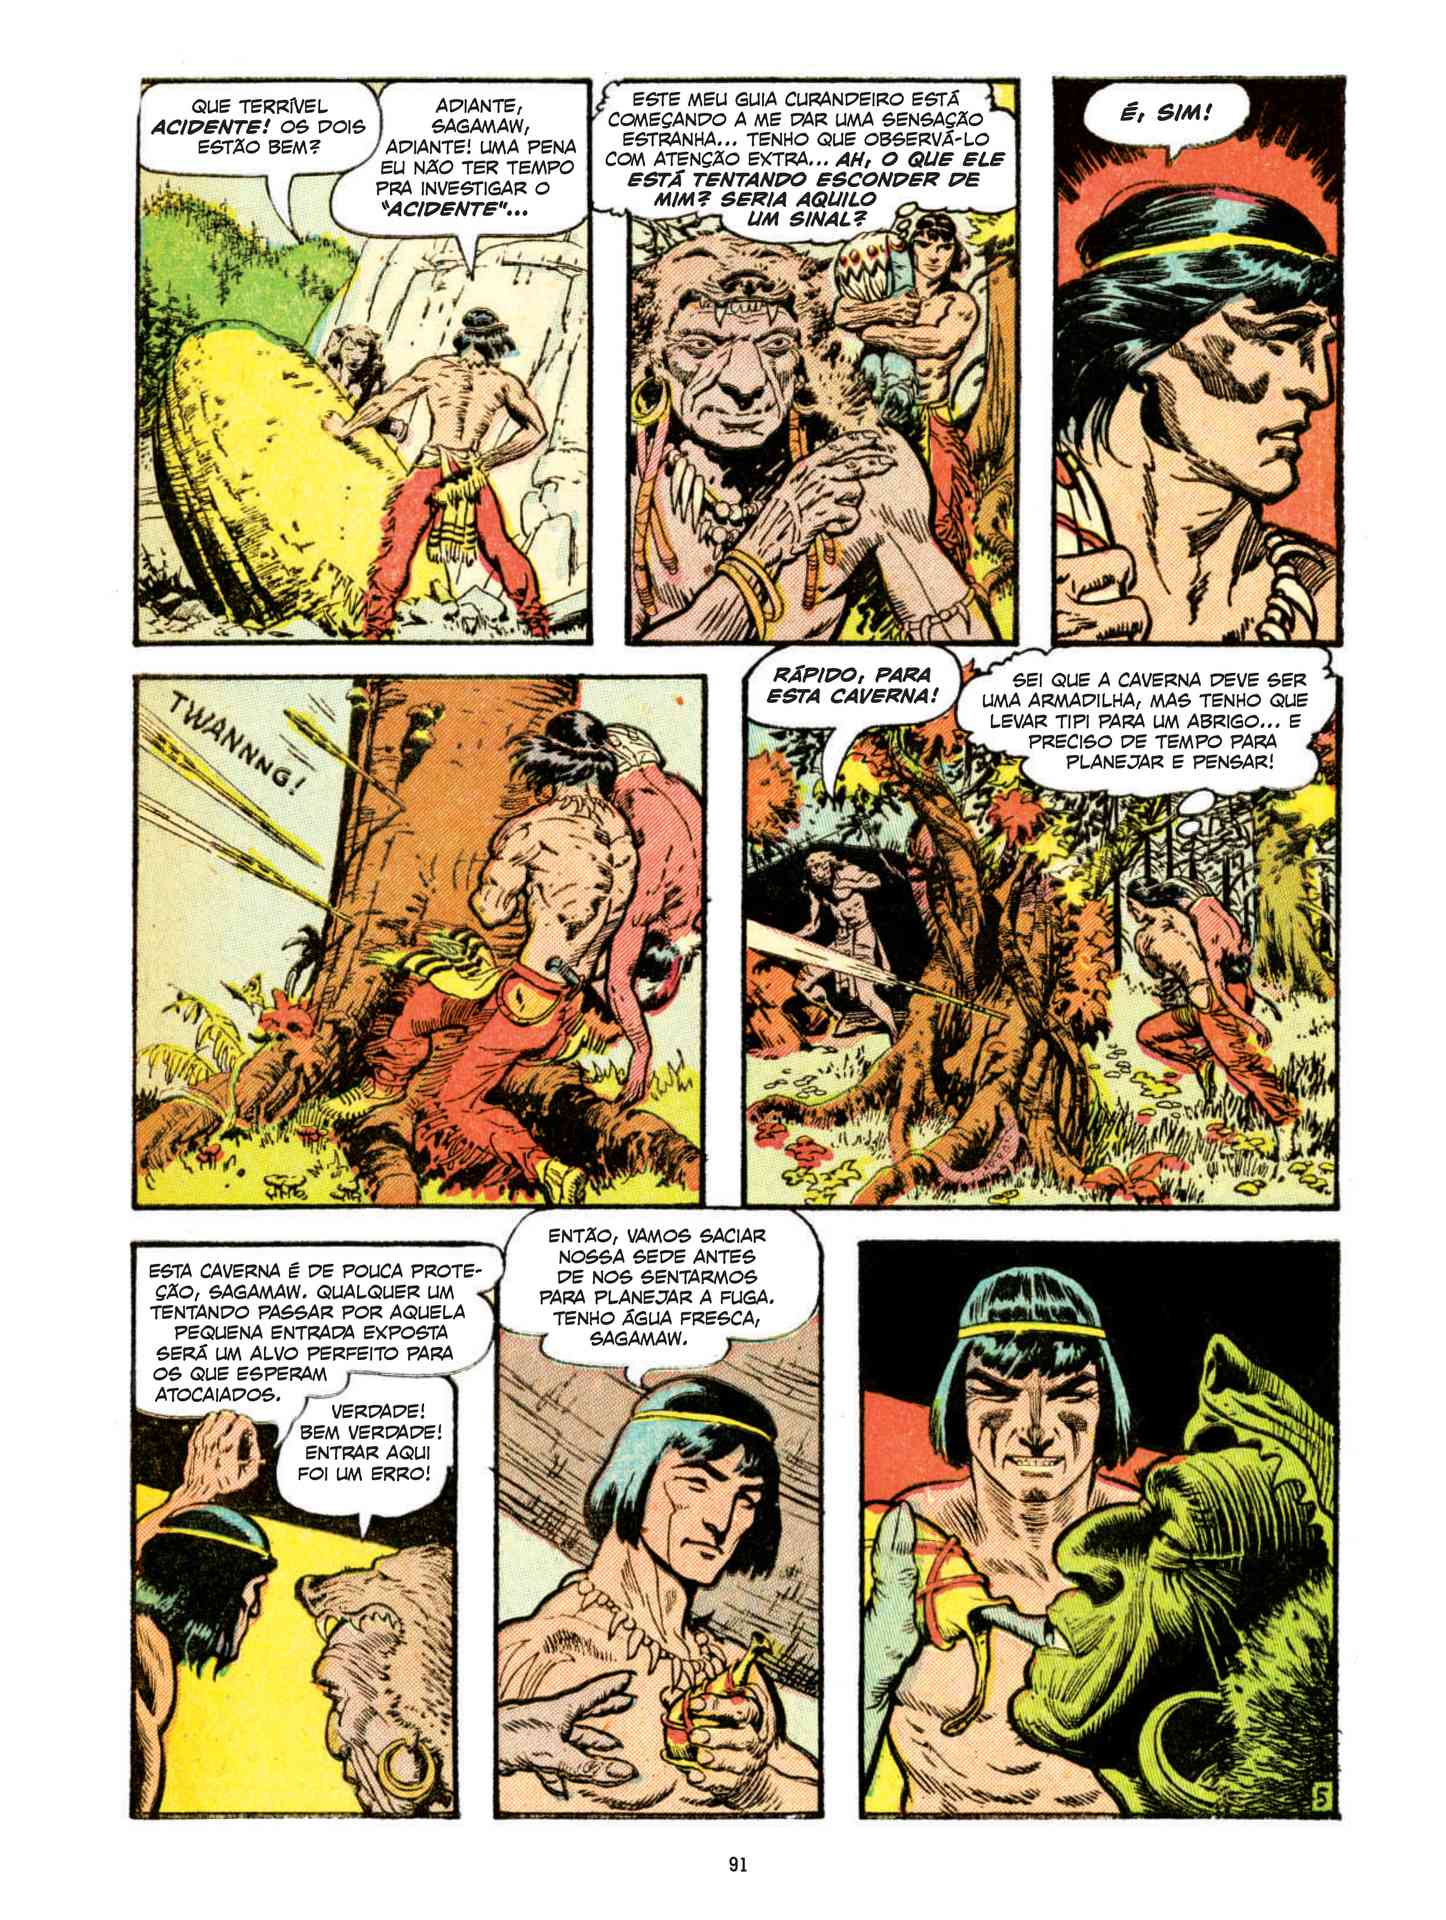 QUE TERRÍVEL
ACIDENTE! OS DOIS
ESTÃO BEM?
ADIANTE,
SAGAMAW,
ADIANTE! UMA PENA
EU NÃO TER TEMPO
PRA INVESTIGAR O
"ACIDENTE"...
ESTE MEU GUIA CURANDEIRO ESTÁ
COMEÇANDO A ME DAR UMA SENSAÇÃO
ESTRANHA... TENHO QUE OBSERVÁ-LO
COM ATENÇÃO EXTRA... AH, O QUE ELE
ESTÁ TENTANDO ESCONDER DE
MIM? SERIA AQUILO
UM SINAL?
É, SIM!
TWANNNG!
RÁPIDO, PARA
ESTA CAVERNA!
SEI QUE A CAVERNA DEVE SER
UMA ARMADILHA, MAS TENHO QUE
LEVAR TIPI PARA UM ABRIGO... E
PRECISO DE TEMPO PARA
PLANEJAR E PENSAR!
ESTA CAVERNA É DE POUCA PROTE-
ÇÃO, SAGAMAW. QUALQUER UM
TENTANDO PASSAR POR AQUELA
PEQUENA ENTRADA EXPOSTA
SERÁ UM ALVO PERFEITO PARA
OS QUE ESPERAM
ATOCAIADOS.
VERDADE!
BEM VERDADE!
ENTRAR AQUI
FOI UM ERRO!
ENTÃO, VAMOS SACIAR
NOSSA SEDE ANTES
DE NOS SENTARMOS
PARA PLANEJAR A FUGA.
TENHO ÁGUA FRESCA,
SAGAMAW.
5
91